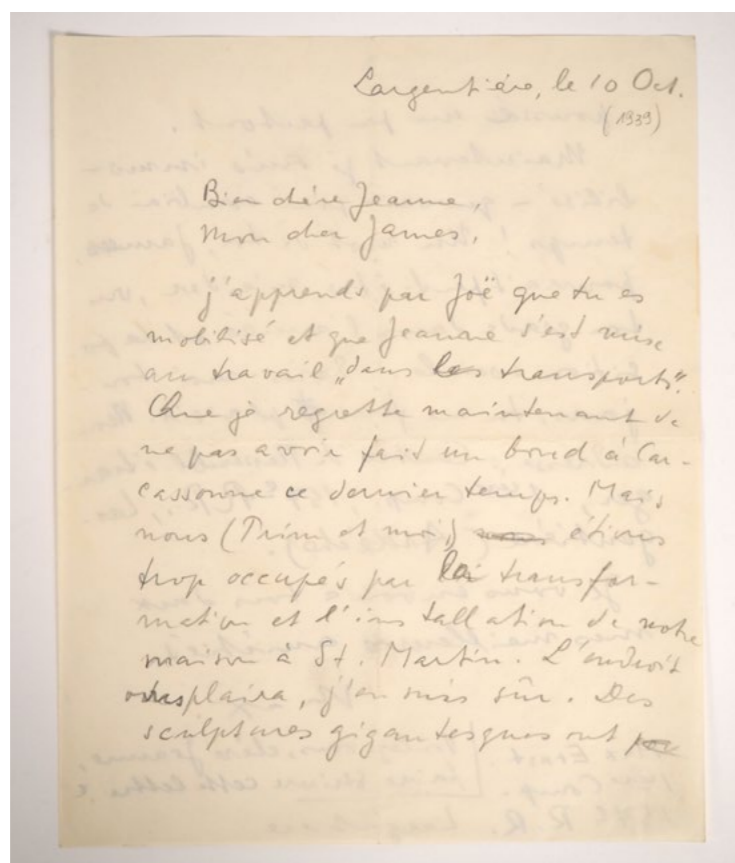 Largentière, le 10 Oct.
(1939)
Bien chère Jeanne,
Mon cher James,
j'apprends par Joë que tu es
mobilisé et que Jeanne s'est mise
au travail „dans les transports".
Que je regrette maintenant de
ne pas avoir fait un bond à Car-
cassonne ce dernier temps. Mais
nous (Trim et moi) étions
trop occupés par la transfor-
mation et l'installation de notre
maison à St. Martin. L'endroit
vous plaira, j'en suis sûr. Des
sculptures gigantesques ont